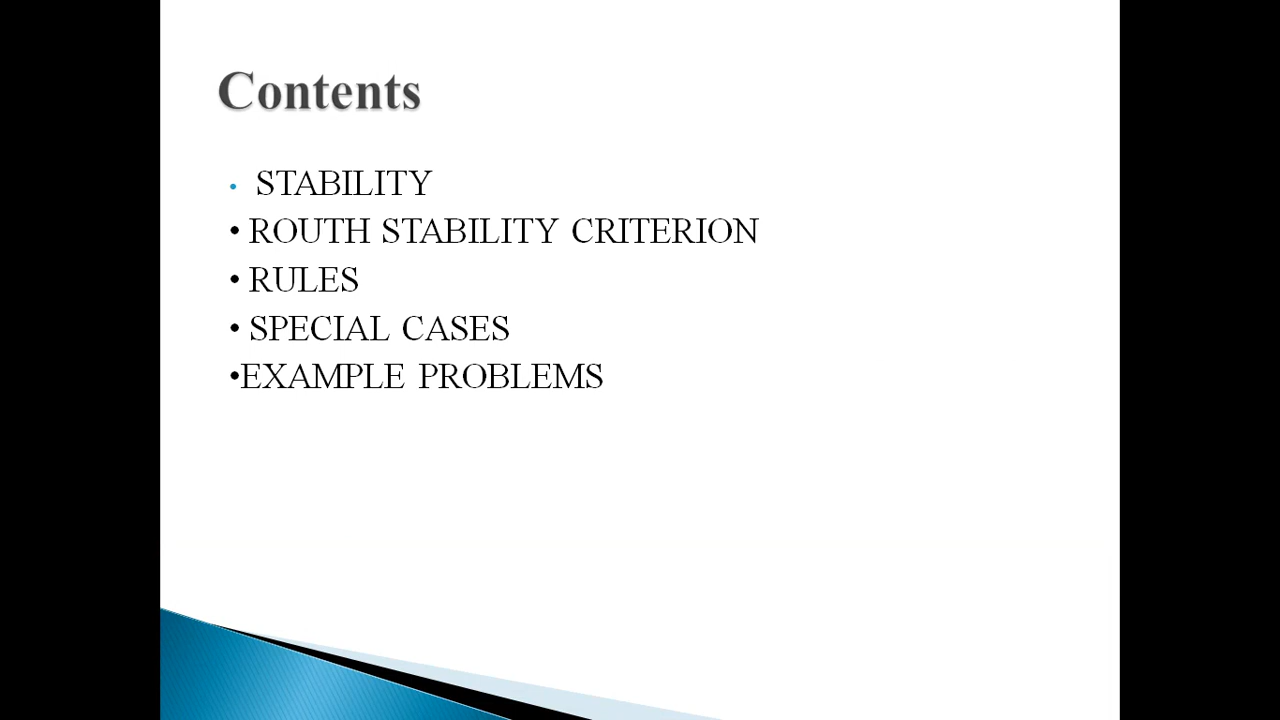 Contents
• STABILITY
• ROUTH STABILITY CRITERION
• RULES
• SPECIAL CASES
•EXAMPLE PROBLEMS